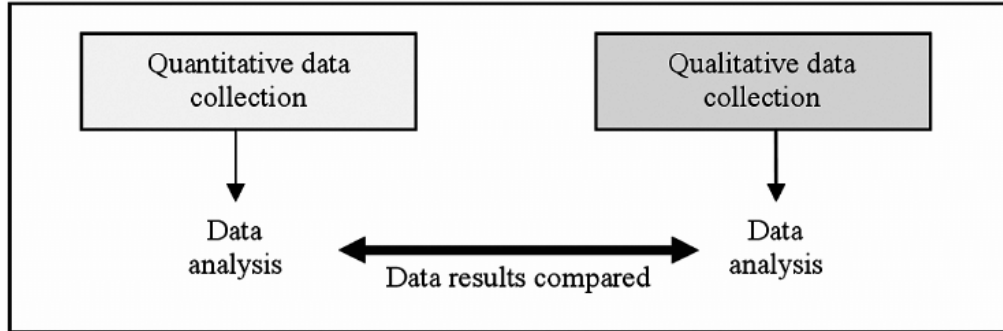 Quantitative data
collection
Qualitative data
collection
Data
analysis
Data
analysis
Data results compared